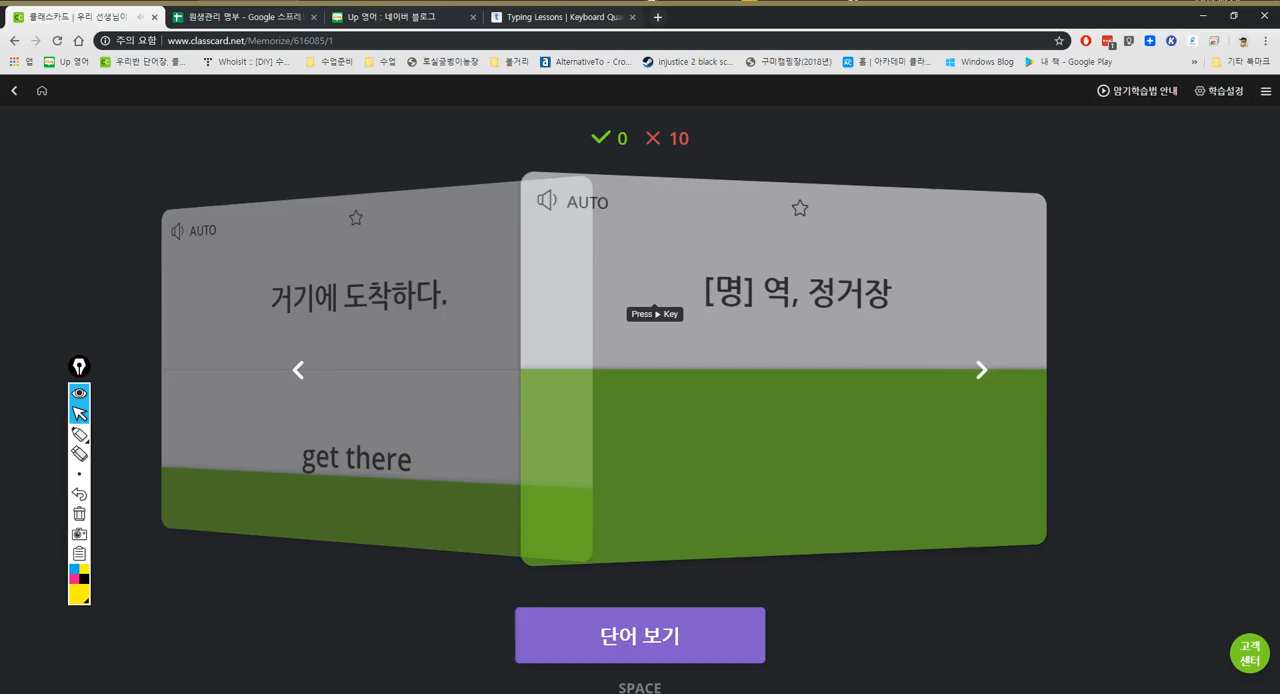 클래스카드 | 우리 선생님이
원생관리 명부 - Google 스프레
Up 영어 : 네이버 블로그
Typing Lessons | Keyboard Qua
주의 요함
www.classcard.net/Memorize/616085/1
앱
Up 영어
우리반 단어장, 클...
WhoIst :: [DIY] 수...
수업준비
수업
토실굼벵이농장
볼거리
AlternativeTo - Cro...
injustice 2 black sc...
구미캠핑장(2018년)
홈 | 아카데미 클라...
Windows Blog
내 책 - Google Play
»
기타 북마크
암기학습법 안내
학습설정
0
10
AUTO
거기에 도착하다.
get there
AUTO
[명] 역, 정거장
Press ▶ Key
단어 보기
SPACE
고객
센터